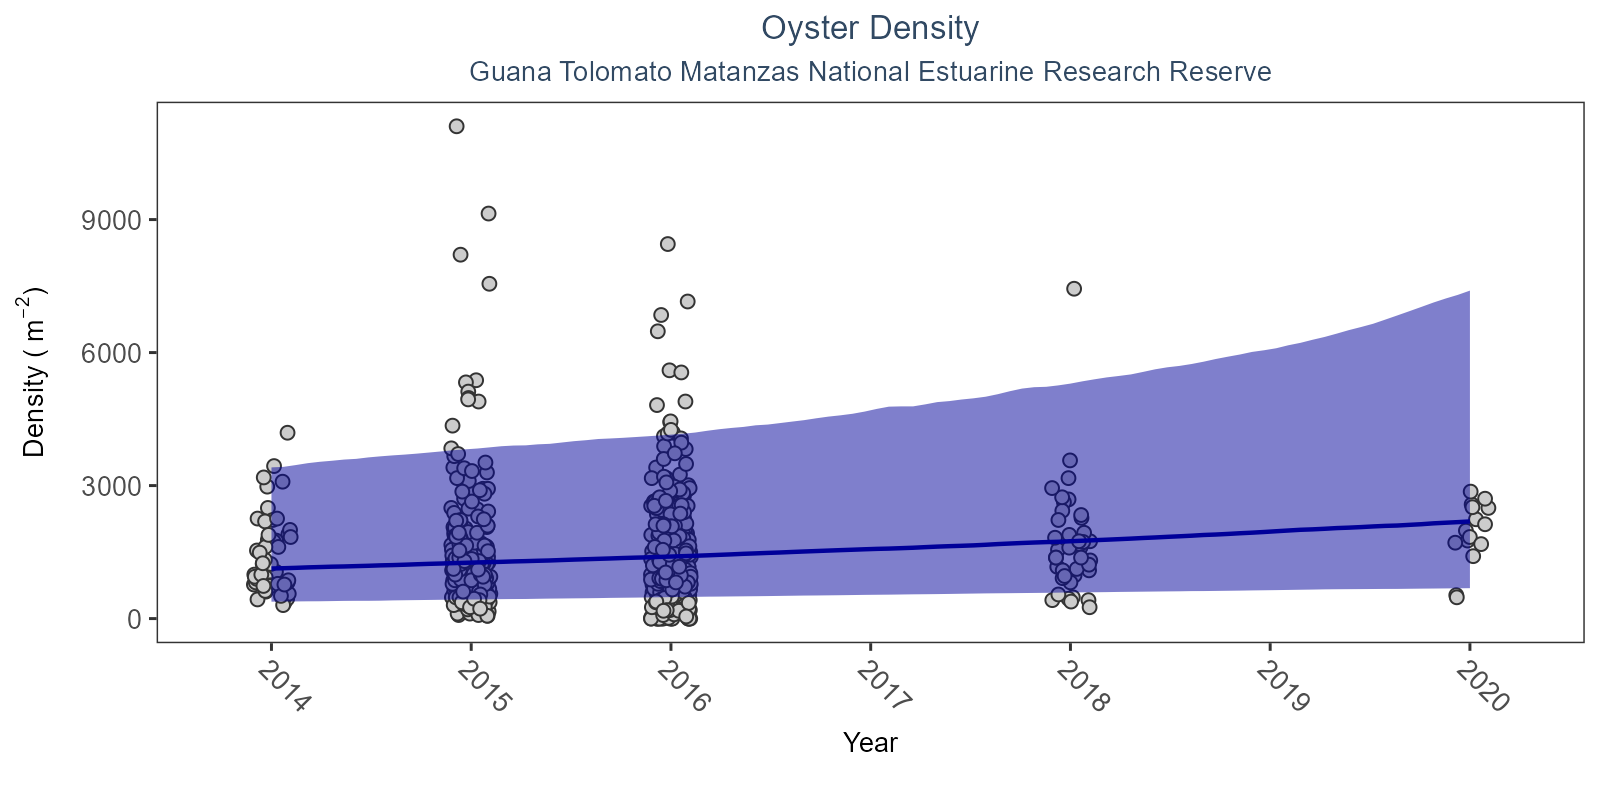 Oyster Density
Guana Tolomato Matanzas National Estuarine Research Reserve
Density ( m⁻²)
9000
6000
3000
0
2014
2015
2016
2017
2018
2019
2020
Year